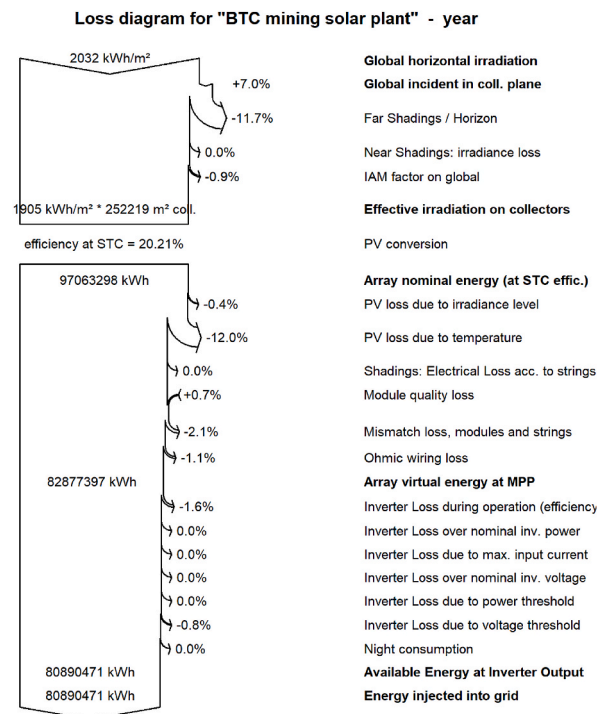 Loss diagram for "BTC mining solar plant" - year
2032 kWh/m² Global horizontal irradiation
+7.0% Global incident in coll. plane
-11.7% Far Shadings / Horizon
0.0% Near Shadings: irradiance loss
-0.9% IAM factor on global
1905 kWh/m² * 252219 m² coll. Effective irradiation on collectors
efficiency at STC = 20.21% PV conversion
97063298 kWh Array nominal energy (at STC effic.)
-0.4% PV loss due to irradiance level
-12.0% PV loss due to temperature
0.0% Shadings: Electrical Loss acc. to strings
+0.7% Module quality loss
-2.1% Mismatch loss, modules and strings
-1.1% Ohmic wiring loss
82877397 kWh Array virtual energy at MPP
-1.6% Inverter Loss during operation (efficiency
0.0% Inverter Loss over nominal inv. power
0.0% Inverter Loss due to max. input current
0.0% Inverter Loss over nominal inv. voltage
0.0% Inverter Loss due to power threshold
-0.8% Inverter Loss due to voltage threshold
0.0% Night consumption
80890471 kWh Available Energy at Inverter Output
80890471 kWh Energy injected into grid